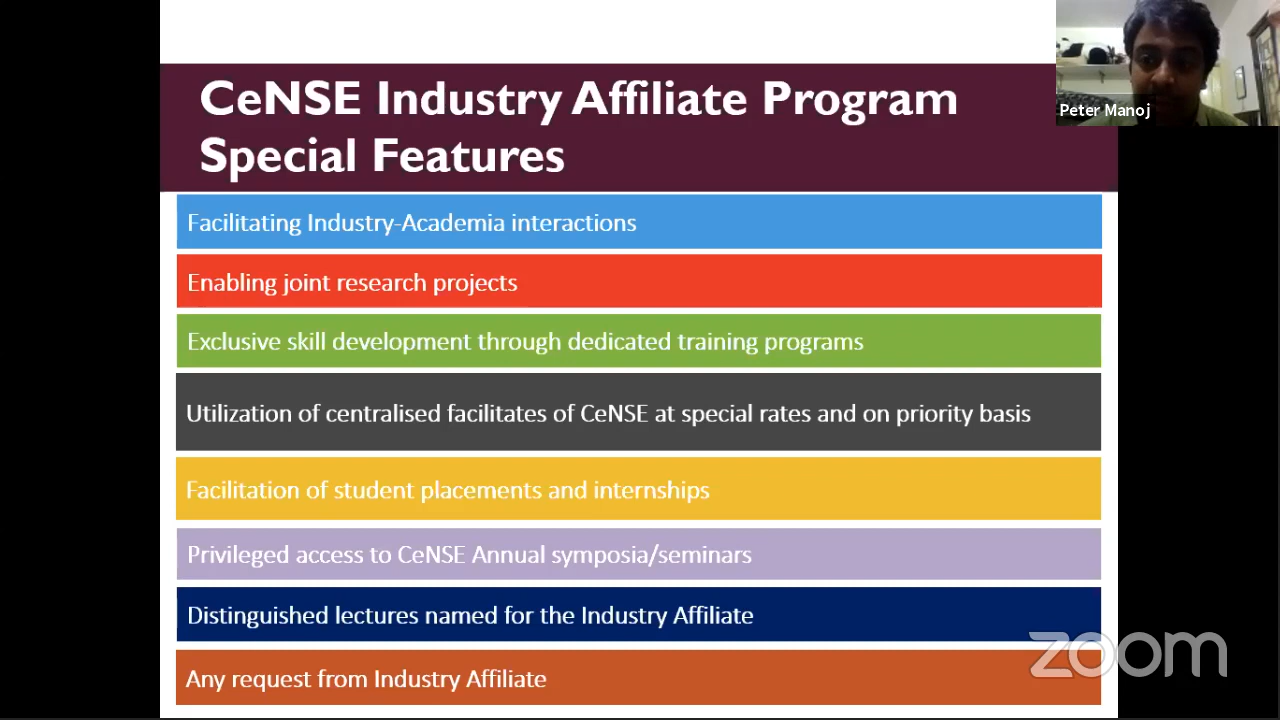 CeNSE Industry Affiliate Program
Special Features
Peter Manoj
Facilitating Industry-Academia interactions
Enabling joint research projects
Exclusive skill development through dedicated training programs
Utilization of centralised facilitates of CeNSE at special rates and on priority basis
Facilitation of student placements and internships
Privileged access to CeNSE Annual symposia/seminars
Distinguished lectures named for the Industry Affiliate
Any request from Industry Affiliate
zoom